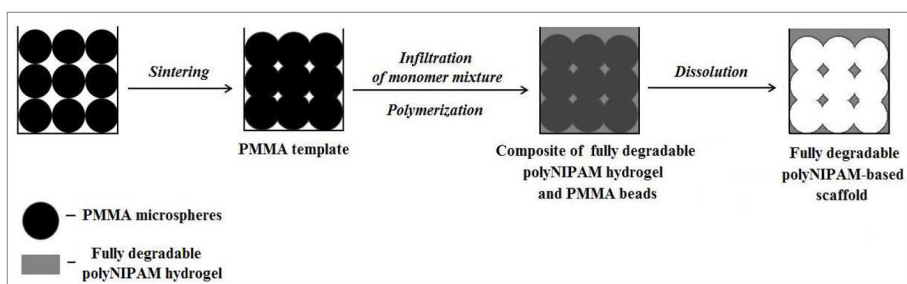 Sintering
PMMA template
Infiltration
of monomer mixture
Polymerization
Composite of fully degradable
polyNIPAM hydrogel
and PMMA beads
Dissolution
Fully degradable
polyNIPAM-based
scaffold
– PMMA microspheres
– Fully degradable
polyNIPAM hydrogel